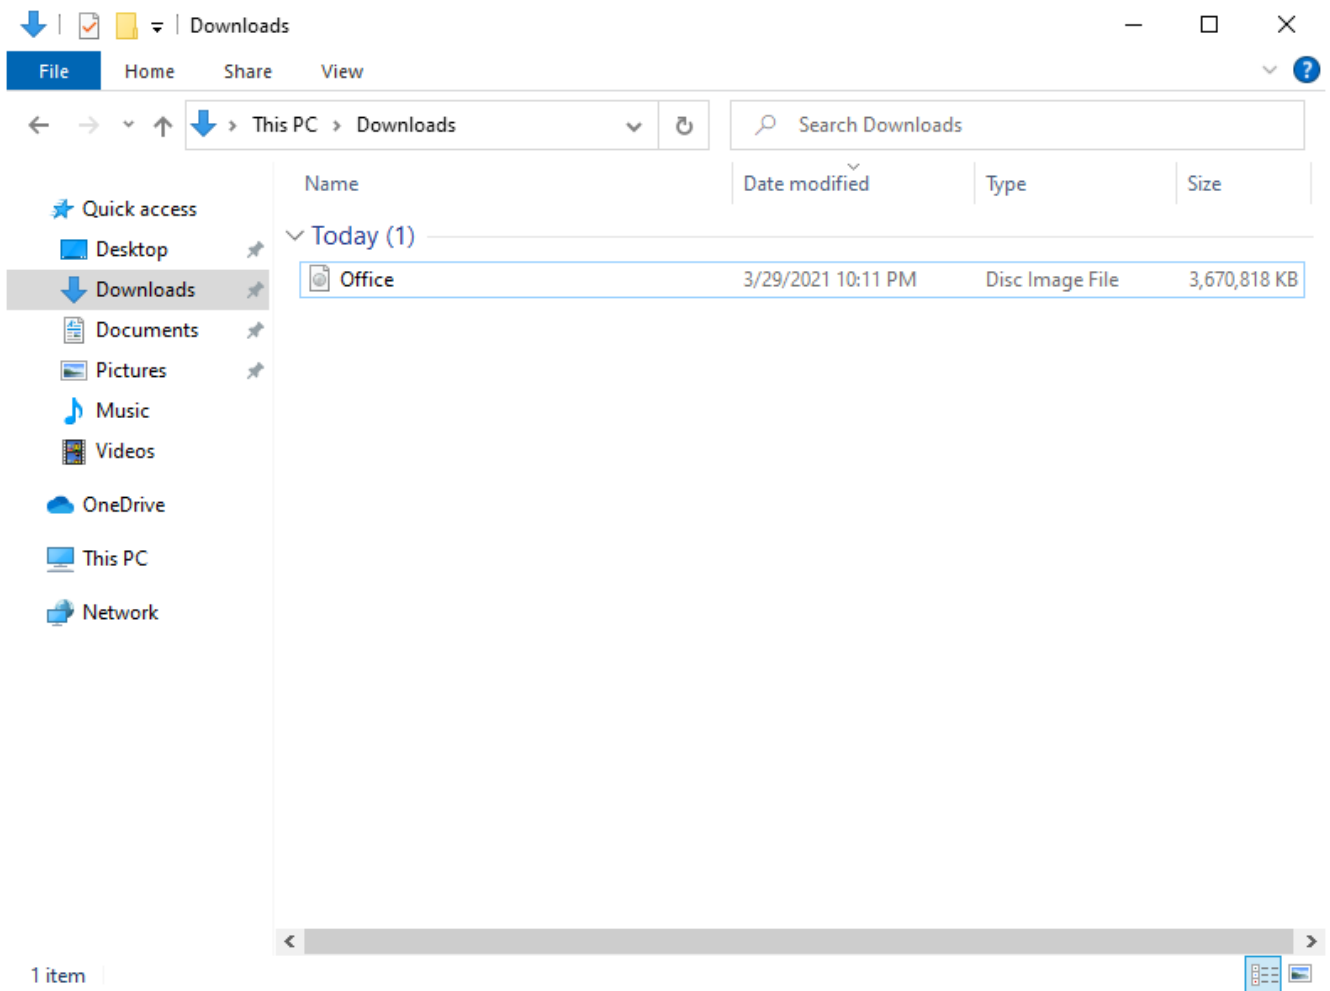 Downloads
File Home Share View
This PC > Downloads
Search Downloads
Name Date modified Type Size
Quick access
Desktop
Downloads
Documents
Pictures
Music
Videos
OneDrive
This PC
Network
Today (1)
Office 3/29/2021 10:11 PM Disc Image File 3,670,818 KB
1 item